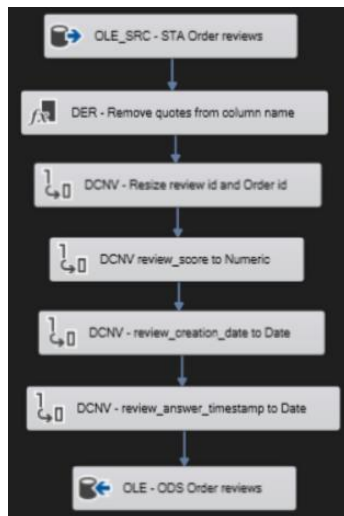 OLE_SRC - STA Order reviews
DER - Remove quotes from column name
DCNV - Resize review id and Order id
DCNV review_score to Numeric
DCNV - review_creation_date to Date
DCNV - review_answer_timestamp to Date
OLE - ODS Order reviews